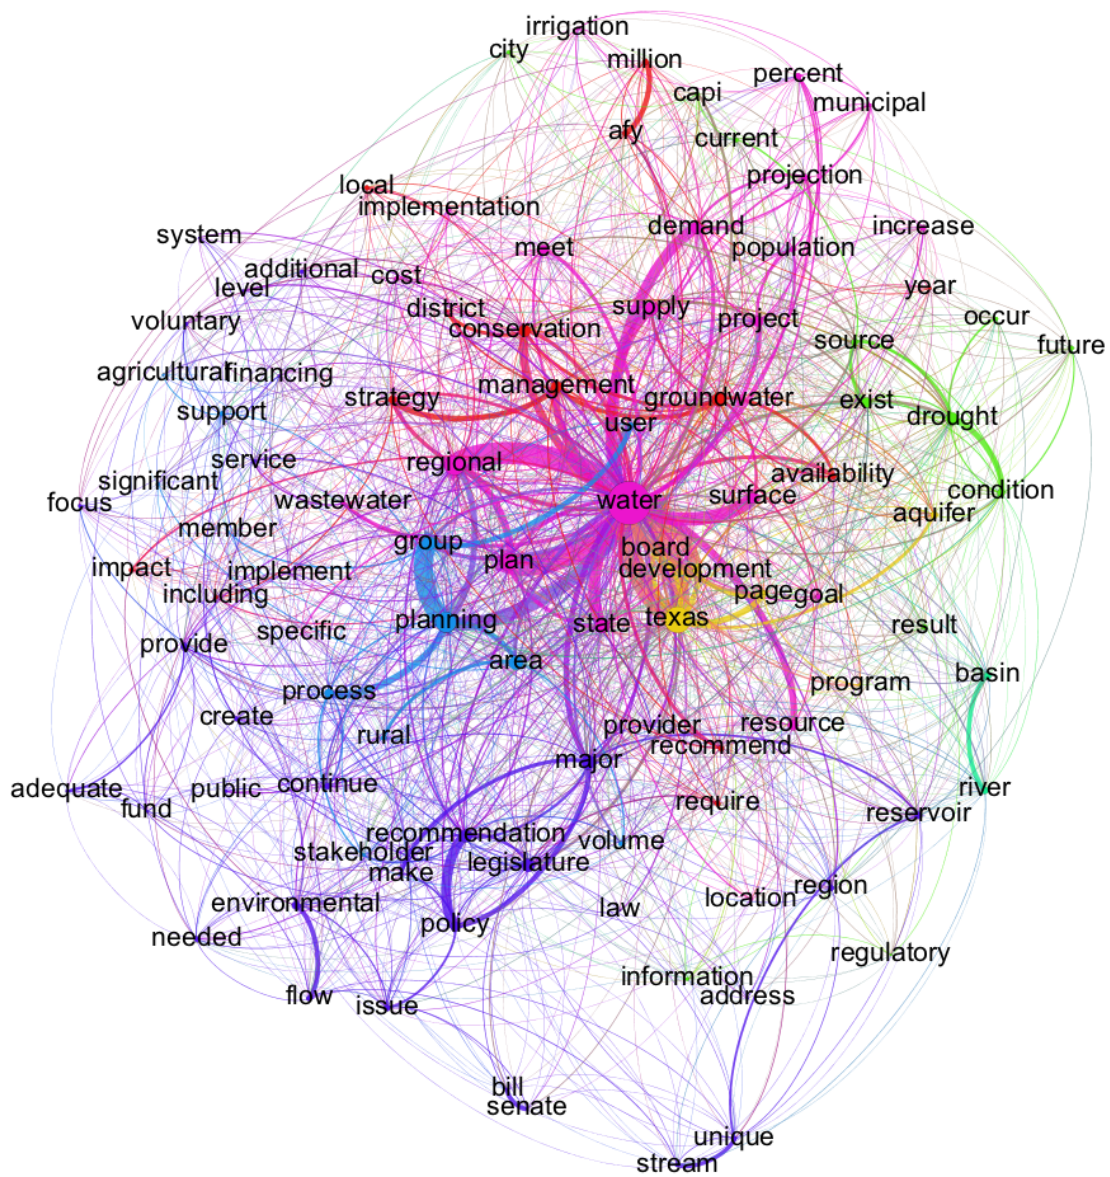 irrigation
city
million
percent
capi
municipal
afy
current
projection
local
implementation
demand
increase
system
meet
population
additional
cost
level
year
supply
district
project
occur
voluntary
conservation
source
future
agricultural
financing
management
strategy
groundwater
exist
support
user
drought
service
regional
availability
significant
condition
focus
wastewater
water
surface
aquifer
member
group
board
plan
impact
implement
development
including
page
goal
planning
texas
state
result
specific
provide
area
basin
process
program
create
provider
resource
rural
recommend
major
continue
adequate
public
river
fund
require
reservoir
recommendation
volume
stakeholder
legislature
make
region
environmental
location
law
policy
needed
regulatory
information
flow
address
issue
bill
senate
unique
stream